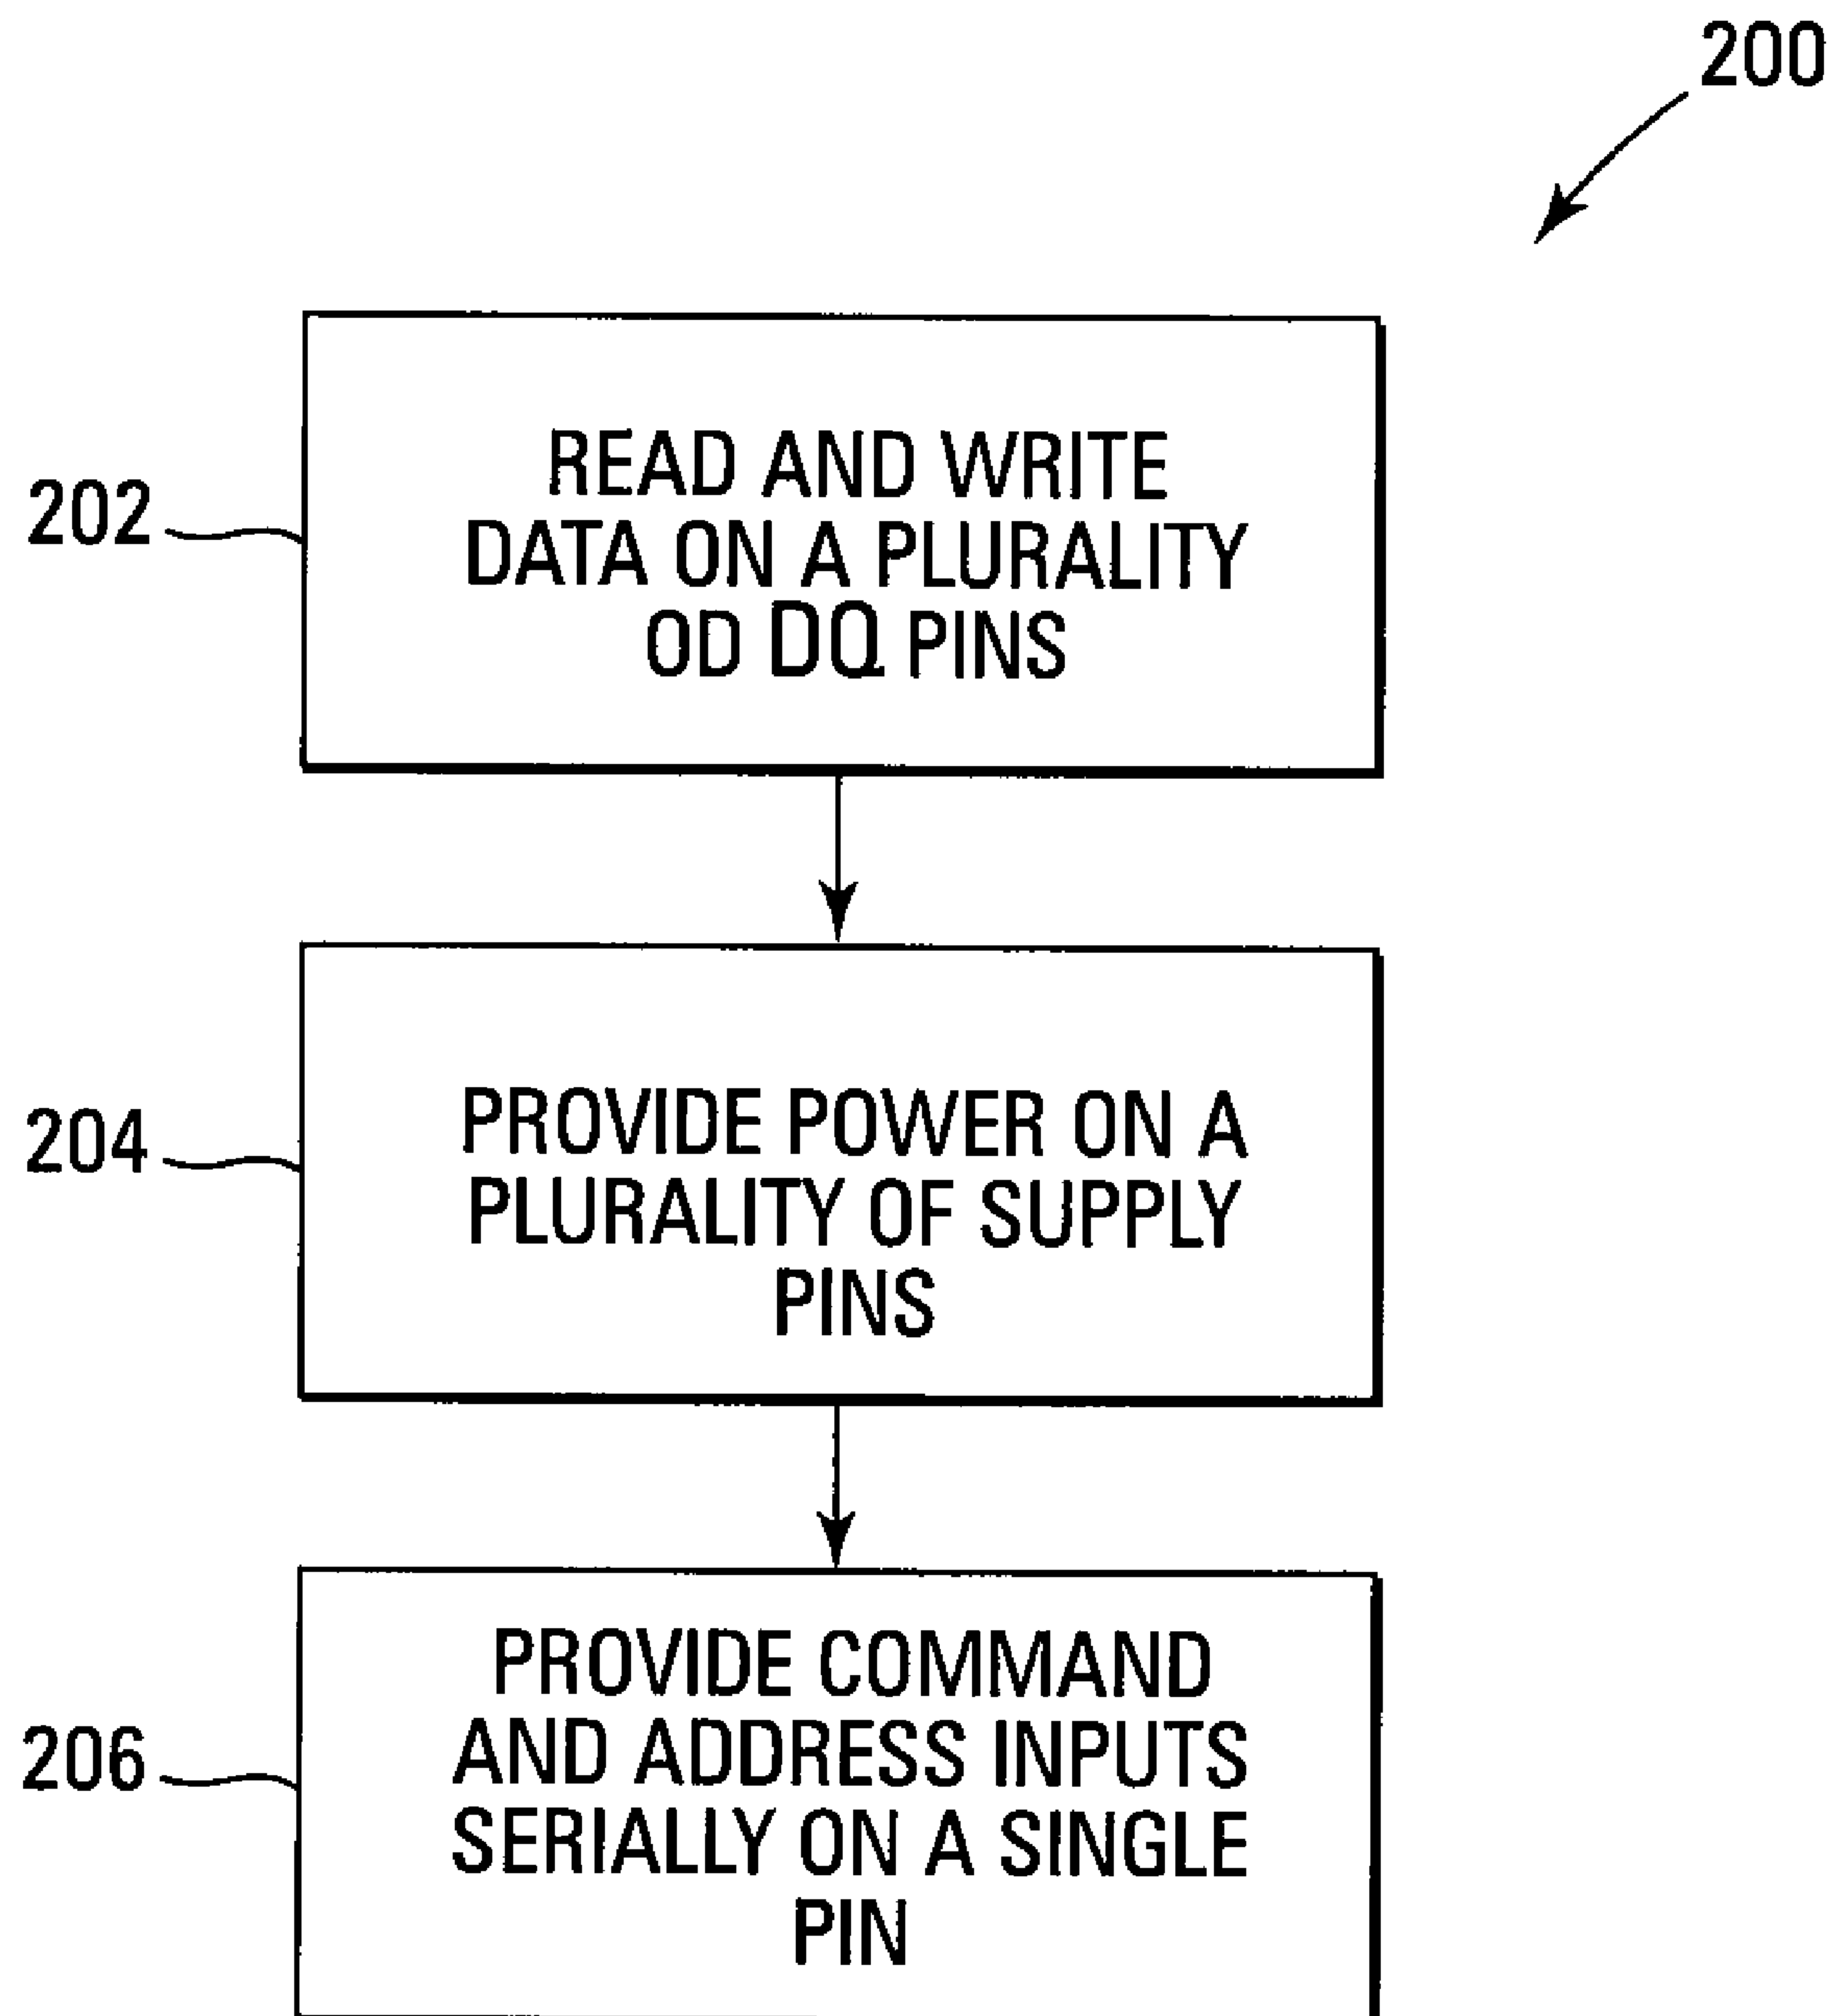 200
202
READ AND WRITE
DATA ON A PLURALITY
OD DQ PINS
204
PROVIDE POWER ON A
PLURALITY OF SUPPLY
PINS
206
PROVIDE COMMAND
AND ADDRESS INPUTS
SERIALLY ON A SINGLE
PIN